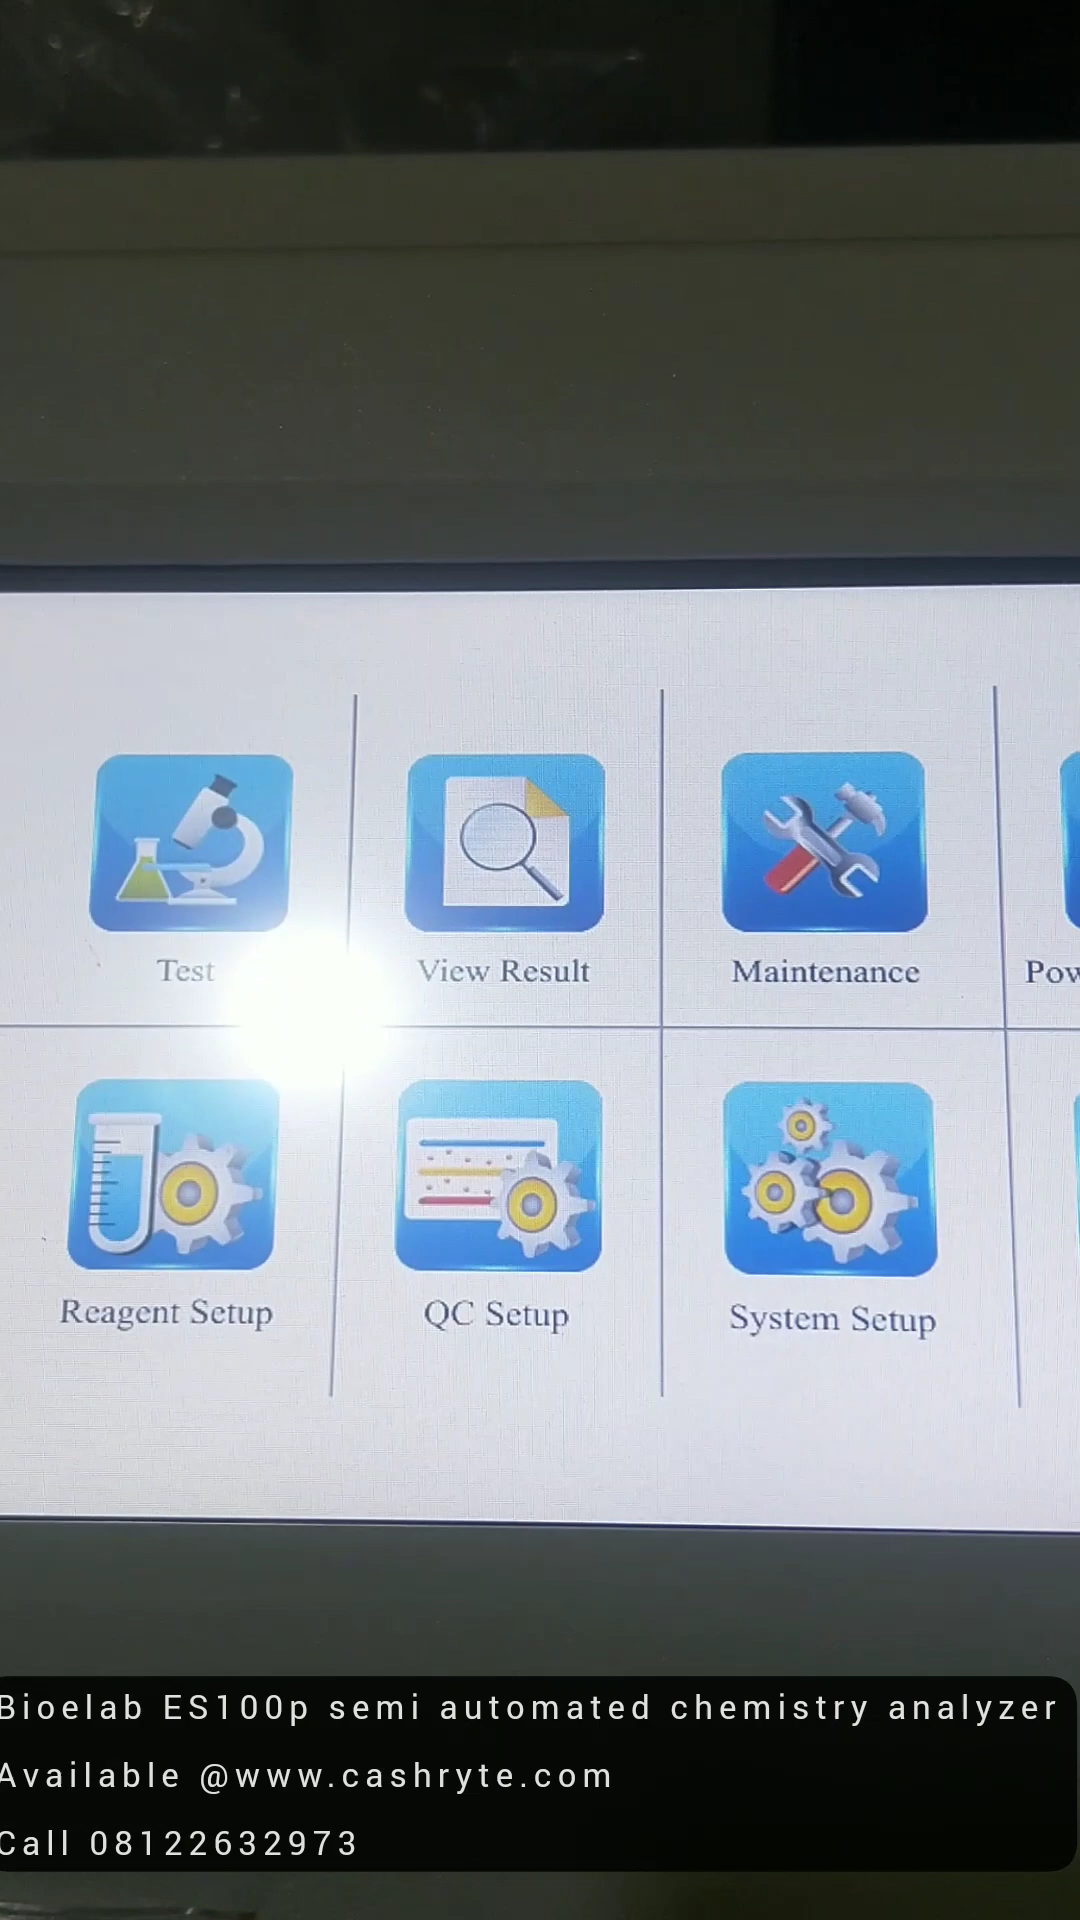 Test
View Result
Maintenance
Reagent Setup
QC Setup
System Setup
Bioelab ES100p semi automated chemistry analyzer
Available @www.cashryte.com
Call 08122632973